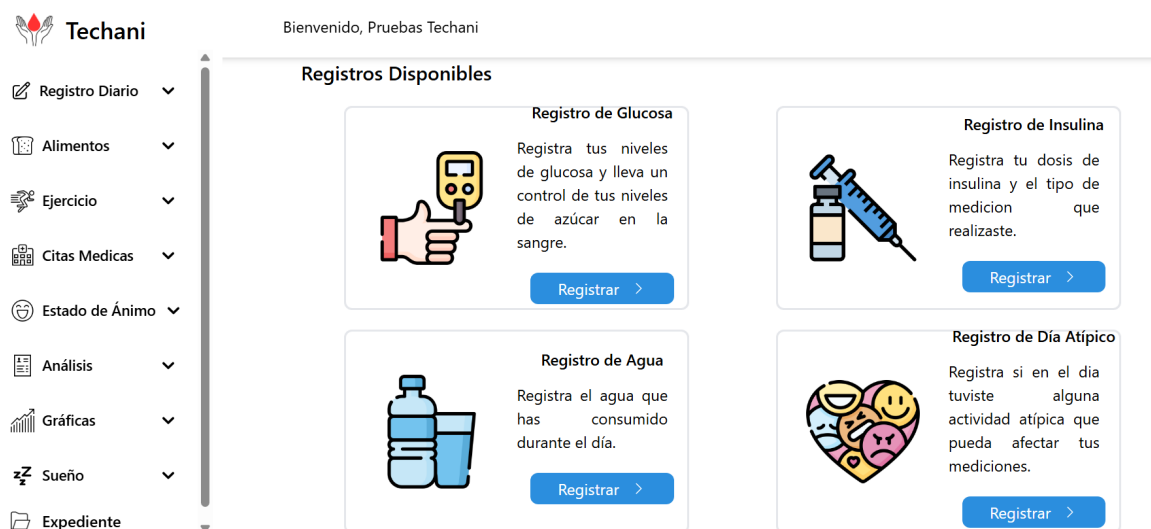 Techani
Bienvenido, Pruebas Techani
Registro Diario
Alimentos
Ejercicio
Citas Medicas
Estado de Ánimo
Análisis
Gráficas
Sueño
Expediente
Registros Disponibles
Registro de Glucosa
Registra tus niveles
de glucosa y lleva un
control de tus niveles
de azúcar en la
sangre.
Registrar
Registro de Insulina
Registra tu dosis de
insulina y el tipo de
medicion que
realizaste.
Registrar
Registro de Agua
Registra el agua que
has consumido
durante el día.
Registrar
Registro de Día Atípico
Registra si en el dia
tuviste alguna
actividad atípica que
pueda afectar tus
mediciones.
Registrar